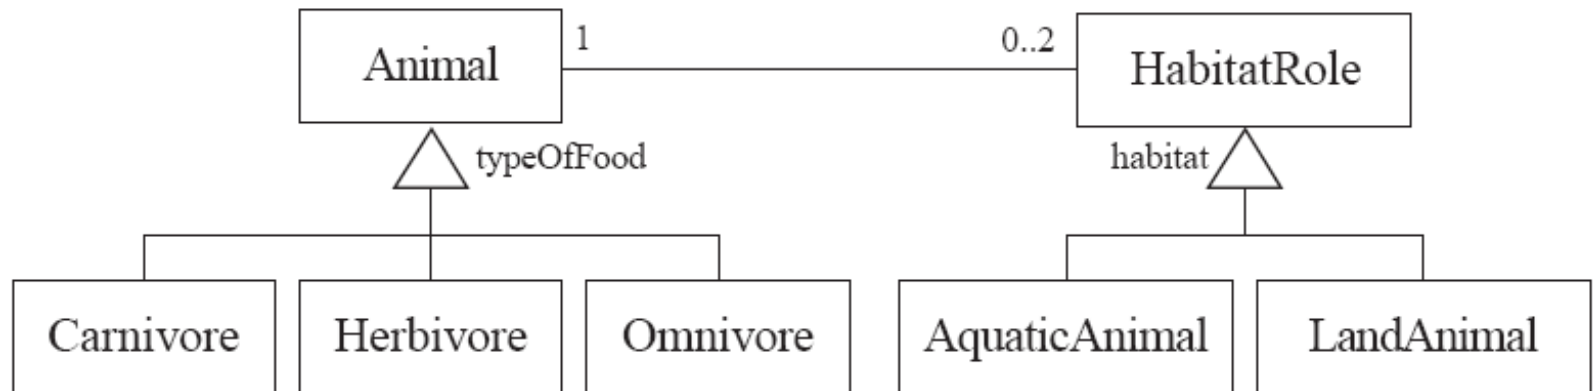 Animal
1
0..2
HabitatRole
typeOfFood
habitat
Carnivore
Herbivore
Omnivore
AquaticAnimal
LandAnimal